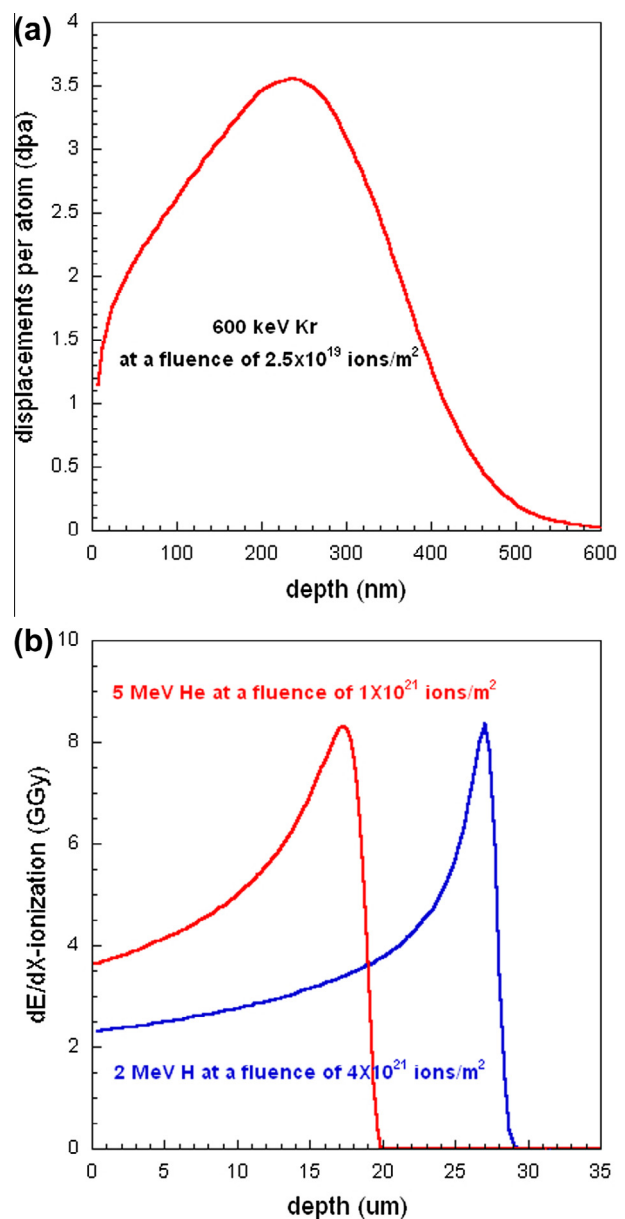 (a)
4
3.5
3
2.5
2
1.5
1
0.5
0
displacements per atom (dpa)
600 keV Kr
at a fluence of 2.5x10¹⁹ ions/m²
0 100 200 300 400 500 600
depth (nm)
(b)
10
8
6
4
2
0
dE/dX-ionization (GGy)
5 MeV He at a fluence of 1X10²¹ ions/m²
2 MeV H at a fluence of 4X10²¹ ions/m²
0 5 10 15 20 25 30 35
depth (um)